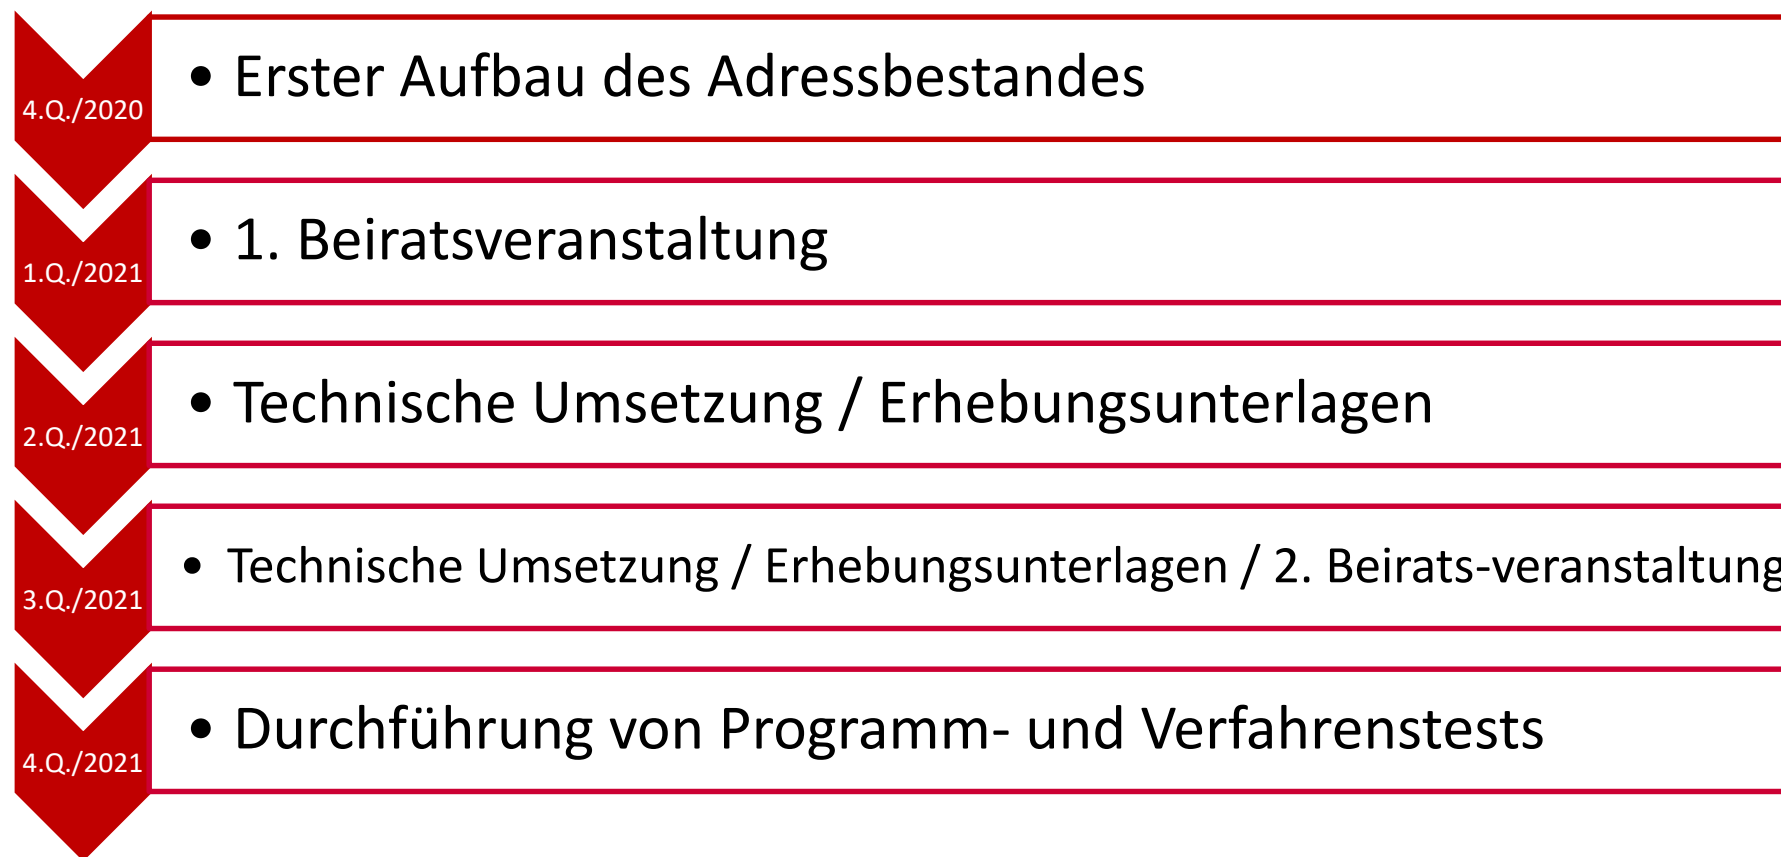 4.Q./2020
• Erster Aufbau des Adressbestandes
1.Q./2021
• 1. Beiratsveranstaltung
2.Q./2021
• Technische Umsetzung / Erhebungsunterlagen
3.Q./2021
• Technische Umsetzung / Erhebungsunterlagen / 2. Beirats-veranstaltung
4.Q./2021
• Durchführung von Programm- und Verfahrenstests